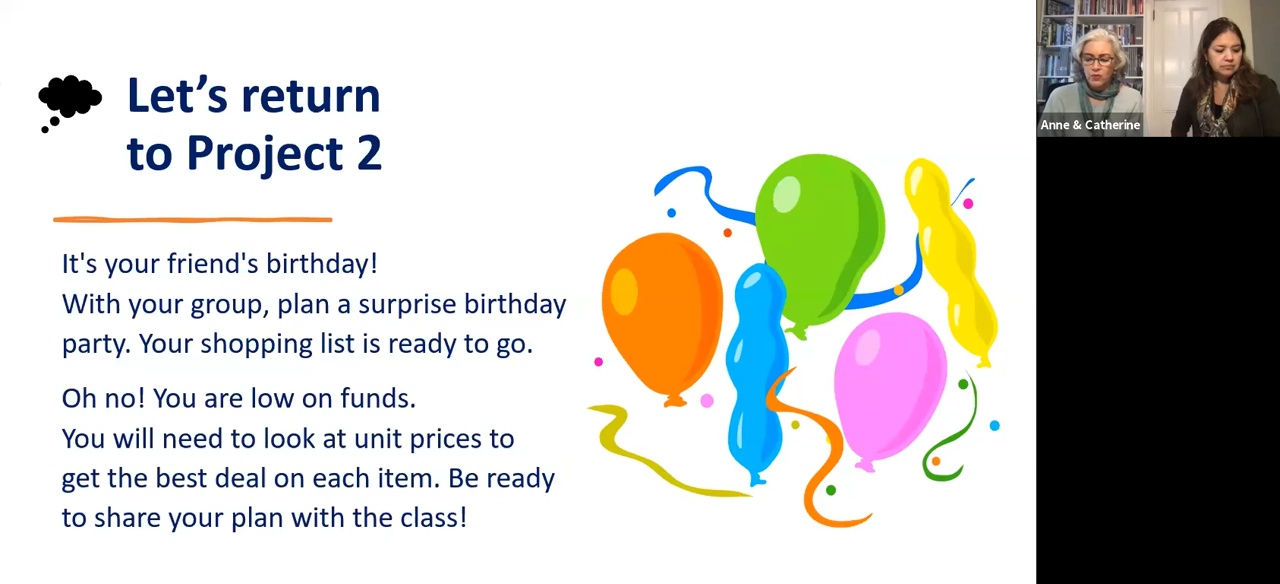 Let’s return
to Project 2
It's your friend's birthday!
With your group, plan a surprise birthday
party. Your shopping list is ready to go.
Oh no! You are low on funds.
You will need to look at unit prices to
get the best deal on each item. Be ready
to share your plan with the class!
Anne & Catherine